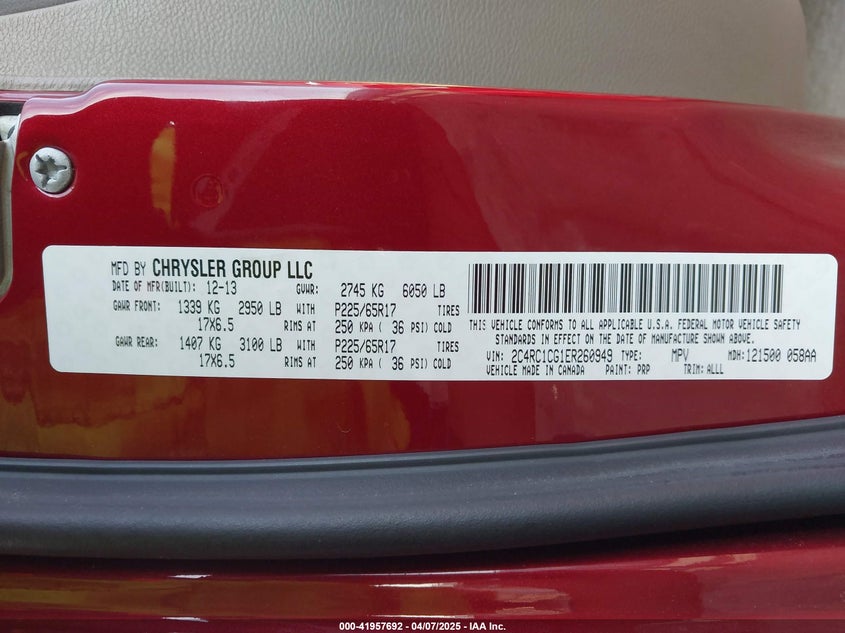 MFD BY CHRYSLER GROUP LLC
DATE OF MFR(BUILT): 12-13 GVWR: 2745 KG 6050 LB
GAWR FRONT: 1339 KG 2950 LB WITH P225/65R17 TIRES
17X6.5 RIMS AT 250 KPA ( 36 PSI) COLD
GAWR REAR: 1407 KG 3100 LB WITH P225/65R17 TIRES
17X6.5 RIMS AT 250 KPA ( 36 PSI) COLD
THIS VEHICLE CONFORMS TO ALL APPLICABLE U.S.A. FEDERAL MOTOR VEHICLE SAFETY
STANDARDS IN EFFECT ON THE DATE OF MANUFACTURE SHOWN ABOVE.
VIN: 2C4RC1CG1ER260949 TYPE: MPV MDH:121500 058AA
VEHICLE MADE IN CANADA PAINT: PRP TRIM: ALLL
000-41957692 - 04/07/2025 - IAA Inc.